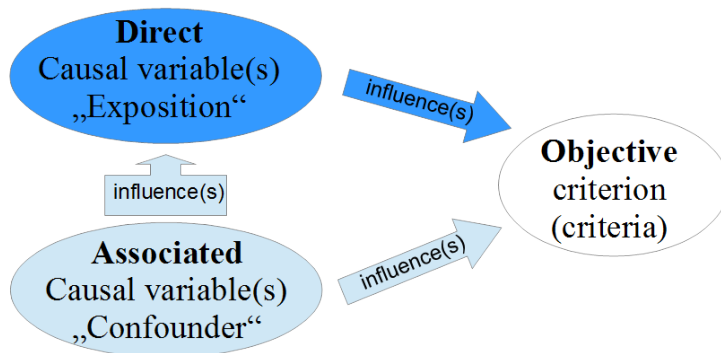 Direct
Causal variable(s)
„Exposition“
influence(s)
Objective
criterion
(criteria)
influence(s)
Associated
Causal variable(s)
„Confounder“
influence(s)